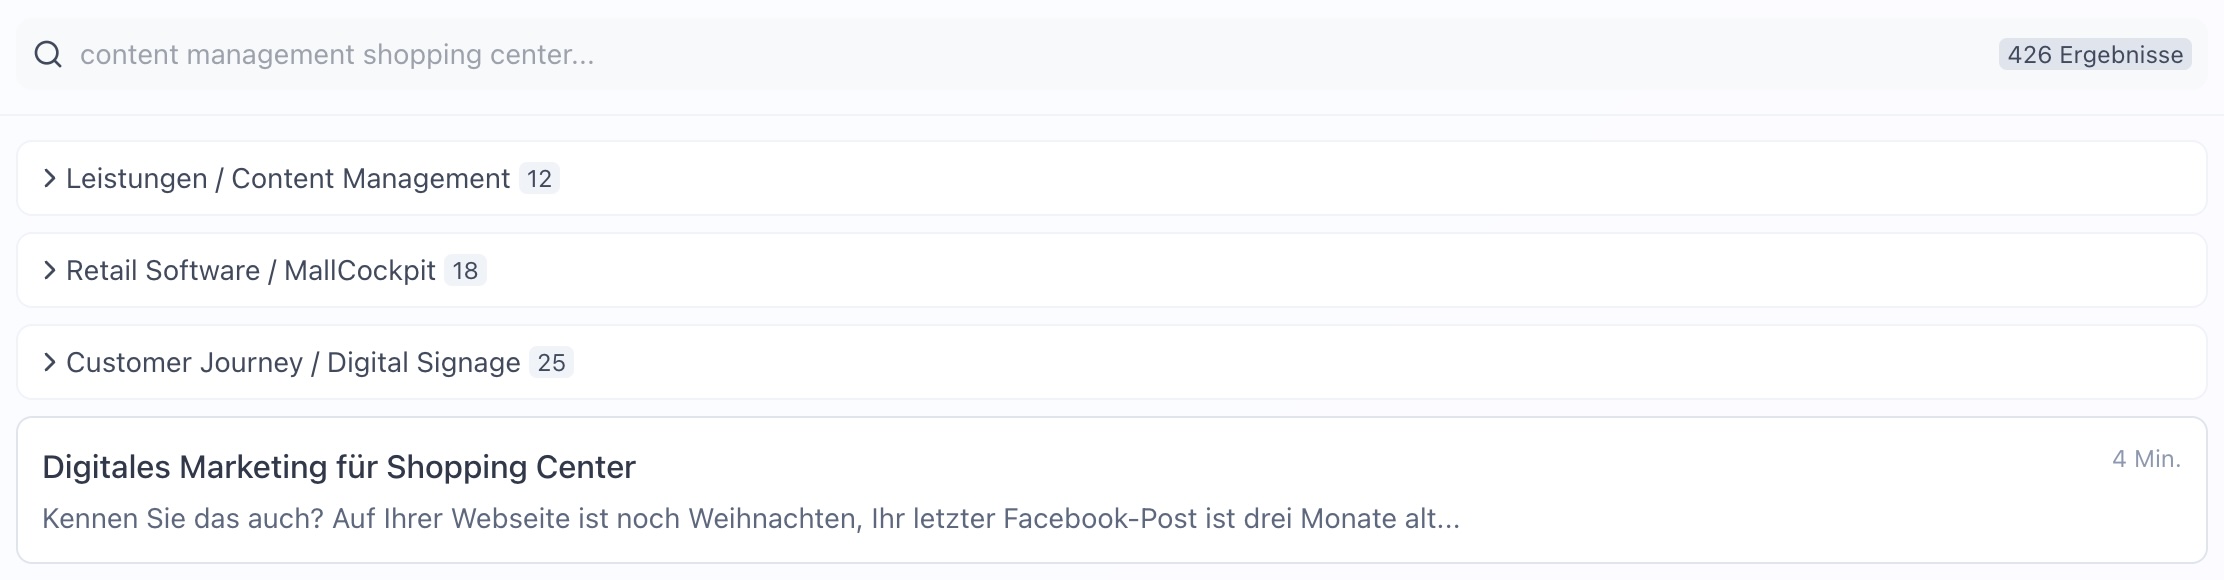 content management shopping center...
426 Ergebnisse
Leistungen / Content Management 12
Retail Software / MallCockpit 18
Customer Journey / Digital Signage 25
Digitales Marketing für Shopping Center
4 Min.
Kennen Sie das auch? Auf Ihrer Webseite ist noch Weihnachten, Ihr letzter Facebook-Post ist drei Monate alt...